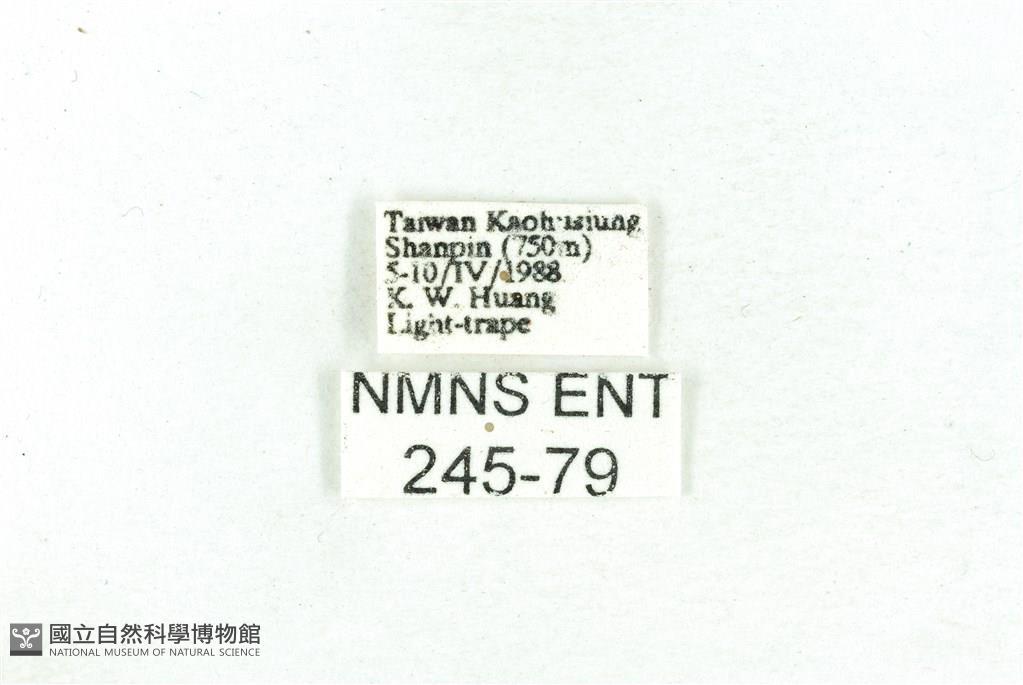 Taiwan Kaohsiung
Shanpin (750m)
5-10/IV/1988
K. W. Huang
Light-trape
NMNS ENT
245-79
國立自然科學博物館
NATIONAL MUSEUM OF NATURAL SCIENCE